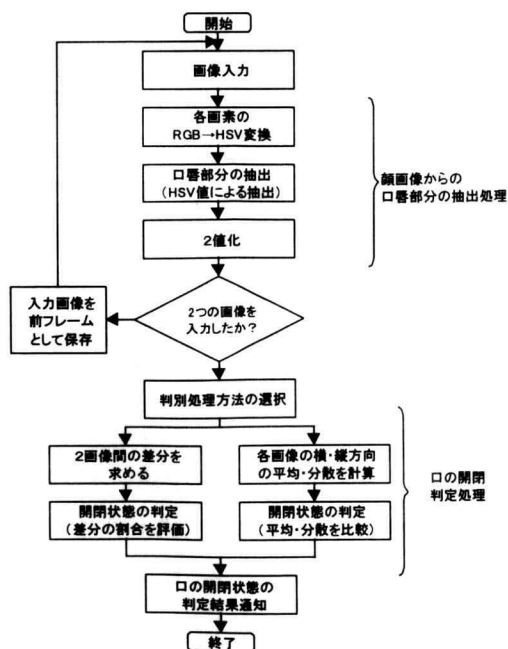 開始
画像入力
各画素の
RGB→HSV変換
口唇部分の抽出
(HSV値による抽出)
2値化
顔画像からの
口唇部分の抽出処理
2つの画像を
入力したか?
入力画像を
前フレーム
として保存
判別処理方法の選択
2画像間の差分を
求める
各画像の横・縦方向
の平均・分散を計算
開閉状態の判定
(差分の割合を評価)
開閉状態の判定
(平均・分散を比較)
口の開閉
判定処理
口の開閉状態の
判定結果通知
終了